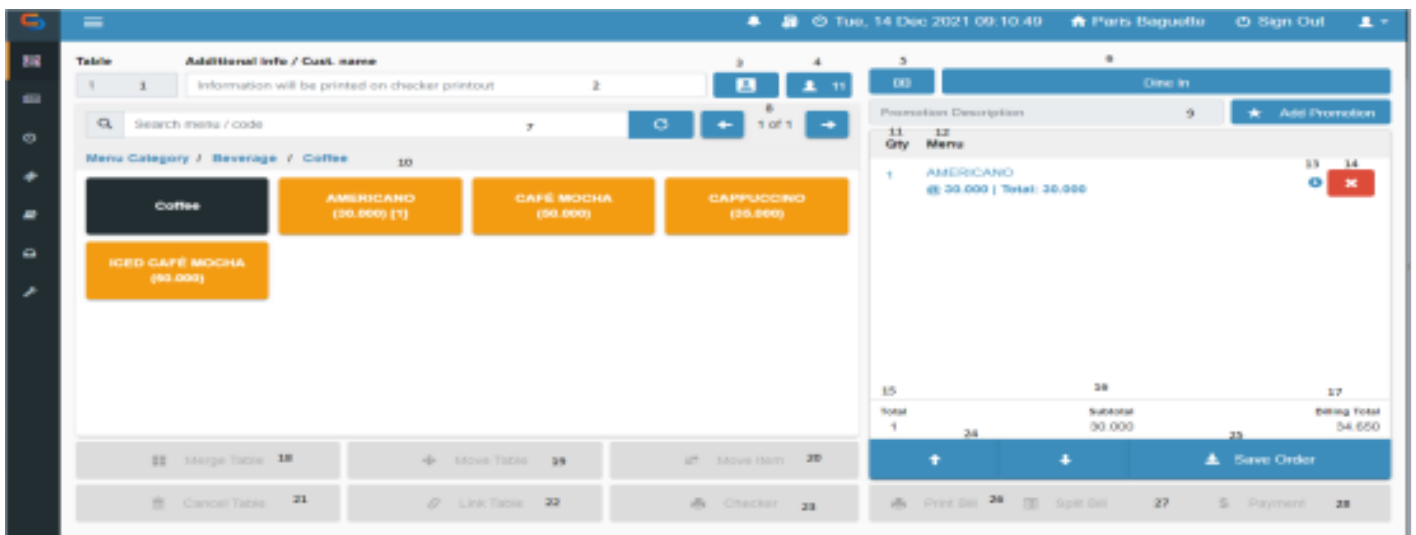 Tue, 14 Dec 2021 09:10:49 Paris Baguette Sign Out
Table Additional Info / Cust. name 3 4 5 6
1 1 Information will be printed on checker printout 2 11 Dine In
8 Promotion Description 9 Add Promotion
Search menu / code 7 1 of 1
11 12
Qty Menu
Menu Category / Beverage / Coffee 10
13 14
1 AMERICANO
@ 30.000 | Total: 30.000
Coffee
AMERICANO
(30.000) [1]
CAFÉ MOCHA
(50.000)
CAPPUCCINO
(35.000)
ICED CAFÉ MOCHA
15 16 17
Total Subtotal Billing Total
1 30.000 34.650
24 25
Merge Table 18 Move Table 19 Move Item 20 Save Order
Cancel Table 21 Link Table 22 Checker 23 Print Bill 26 Split Bill 27 Payment 28